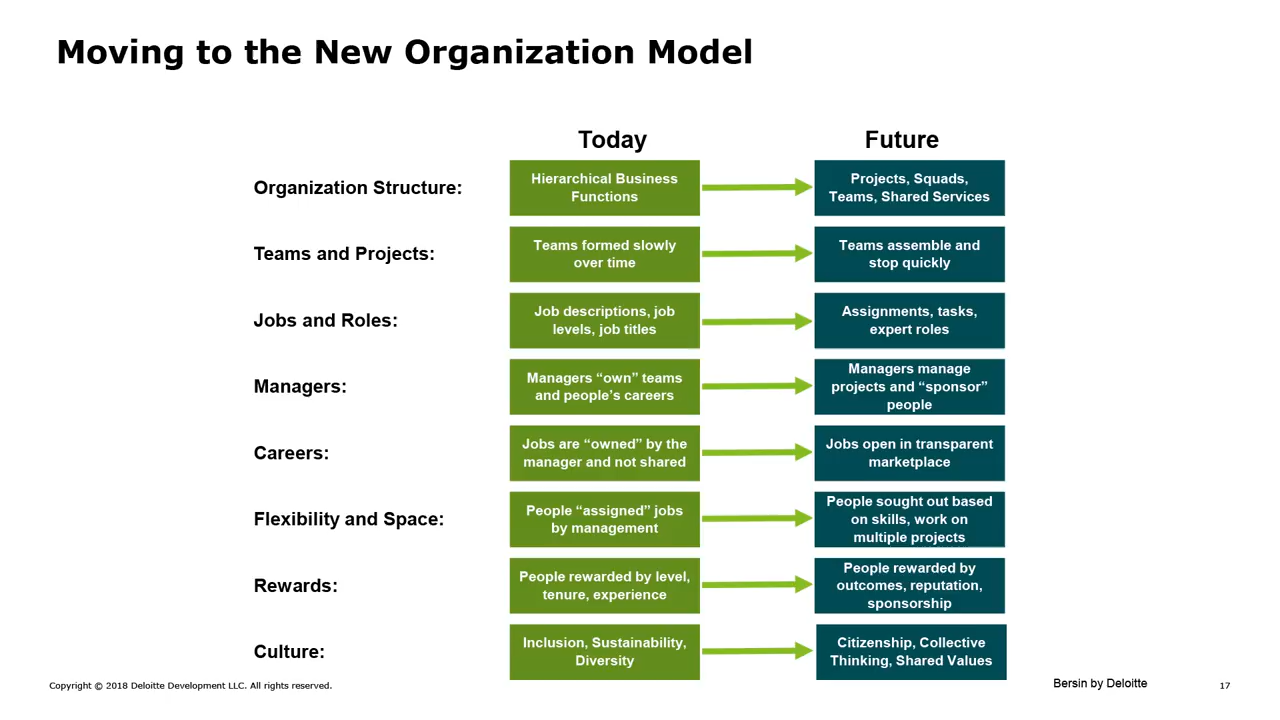 Moving to the New Organization Model
Today
Future
Organization Structure:
Hierarchical Business
Functions
Projects, Squads,
Teams, Shared Services
Teams and Projects:
Teams formed slowly
over time
Teams assemble and
stop quickly
Jobs and Roles:
Job descriptions, job
levels, job titles
Assignments, tasks,
expert roles
Managers:
Managers “own” teams
and people’s careers
Managers manage
projects and “sponsor”
people
Careers:
Jobs are “owned” by the
manager and not shared
Jobs open in transparent
marketplace
Flexibility and Space:
People “assigned” jobs
by management
People sought out based
on skills, work on
multiple projects
Rewards:
People rewarded by level,
tenure, experience
People rewarded by
outcomes, reputation,
sponsorship
Culture:
Inclusion, Sustainability,
Diversity
Citizenship, Collective
Thinking, Shared Values
Copyright © 2018 Deloitte Development LLC. All rights reserved.
Bersin by Deloitte
17